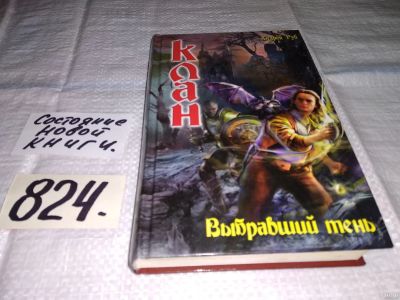 Клан
Выбравший тень
Состояние
новой
книги.
824.